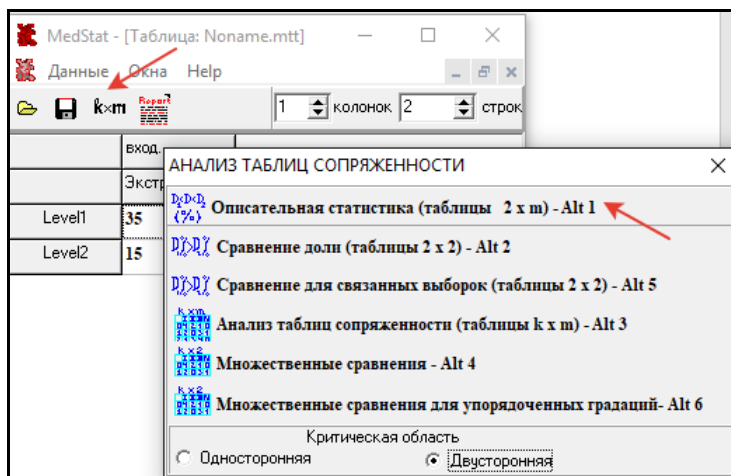 MedStat - [Таблица: Noname.mtt]
Данные Окна Help
k×m Report 1 колонок 2 строк
вход.
АНАЛИЗ ТАБЛИЦ СОПРЯЖЕННОСТИ
Экстр
Описательная статистика (таблицы 2 x m) - Alt 1
Level1 35
Сравнение доли (таблицы 2 x 2) - Alt 2
Level2 15
Сравнение для связанных выборок (таблицы 2 x 2) - Alt 5
Анализ таблиц сопряженности (таблицы k x m) - Alt 3
Множественные сравнения - Alt 4
Множественные сравнения для упорядоченных градаций- Alt 6
Критическая область
Односторонняя Двусторонняя